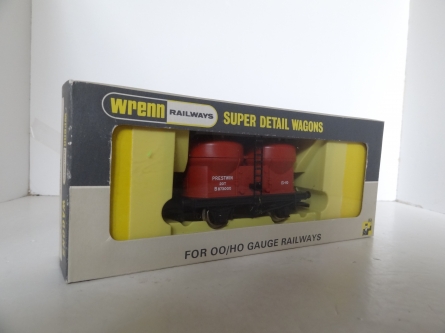 Wrenn RAILWAYS
SUPER DETAIL WAGONS
PRESTWIN
FOR OO/HO GAUGE RAILWAYS